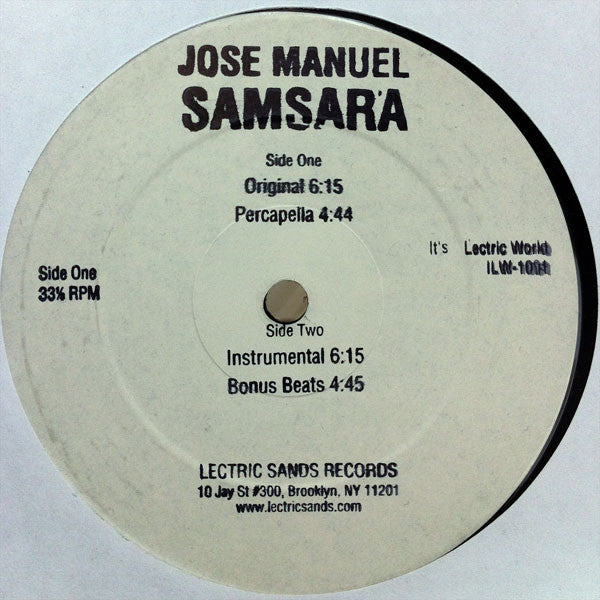 JOSE MANUEL
SAMSARA
Side One
Original 6:15
Percapella 4:44
It's Lectric World
ILW-1001
Side One
33⅓ RPM
Side Two
Instrumental 6:15
Bonus Beats 4:45
LECTRIC SANDS RECORDS
10 Jay St #300, Brooklyn, NY 11201
www.lectricsands.com